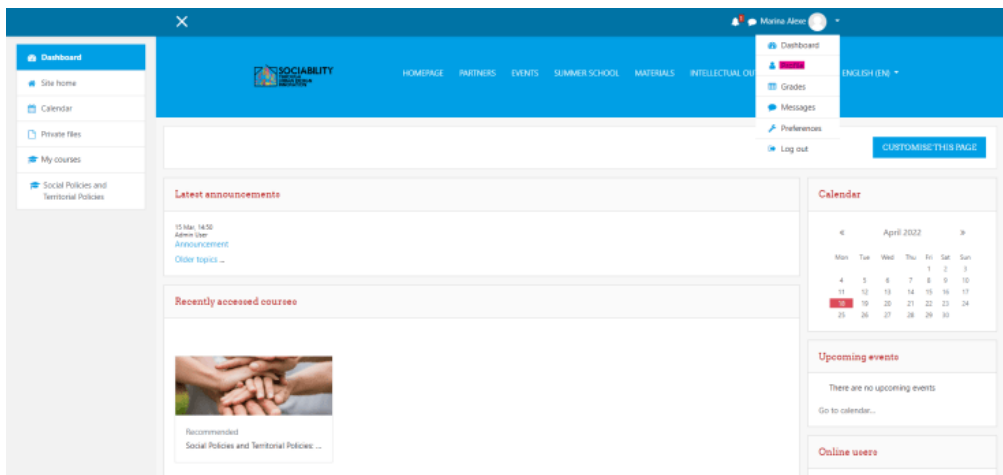 Marina Alexe
Dashboard
Dashboard
Profile
SOCIABILITY
HOMEPAGE PARTNERS EVENTS SUMMER SCHOOL MATERIALS INTELLECTUAL OU ENGLISH (EN)
Site home
Grades
Calendar
Messages
Private files
Preferences
My courses
Log out
CUSTOMISE THIS PAGE
Social Policies and
Territorial Policies
Latest announcements
15 Mar, 14:50
Admin User
Announcement
Older topics ...
Recently accessed courses
Recommended
Social Policies and Territorial Policies: ...
Calendar
« April 2022 »
Mon Tue Wed Thu Fri Sat Sun
1 2 3
4 5 6 7 8 9 10
11 12 13 14 15 16 17
18 19 20 21 22 23 24
25 26 27 28 29 30
Upcoming events
There are no upcoming events
Go to calendar...
Online users